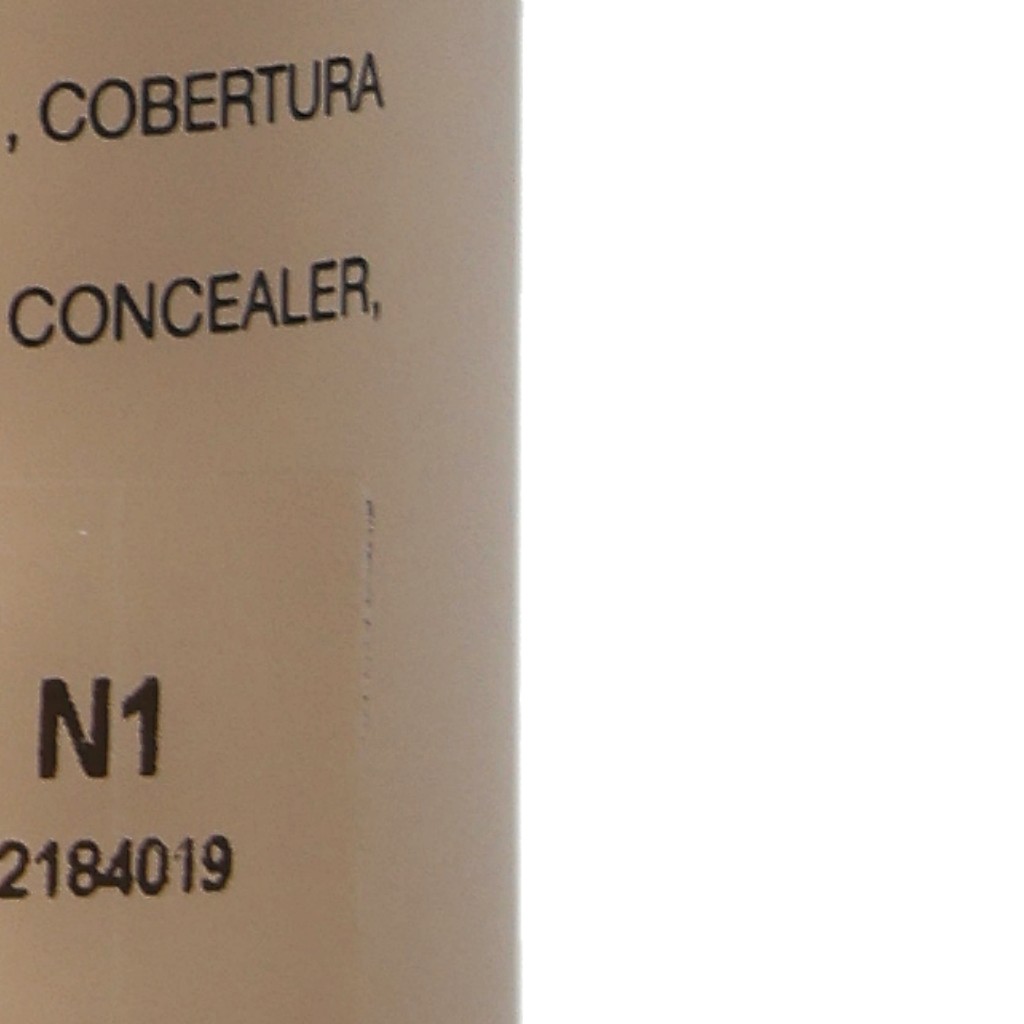 , COBERTURA
CONCEALER,
N1
2184019